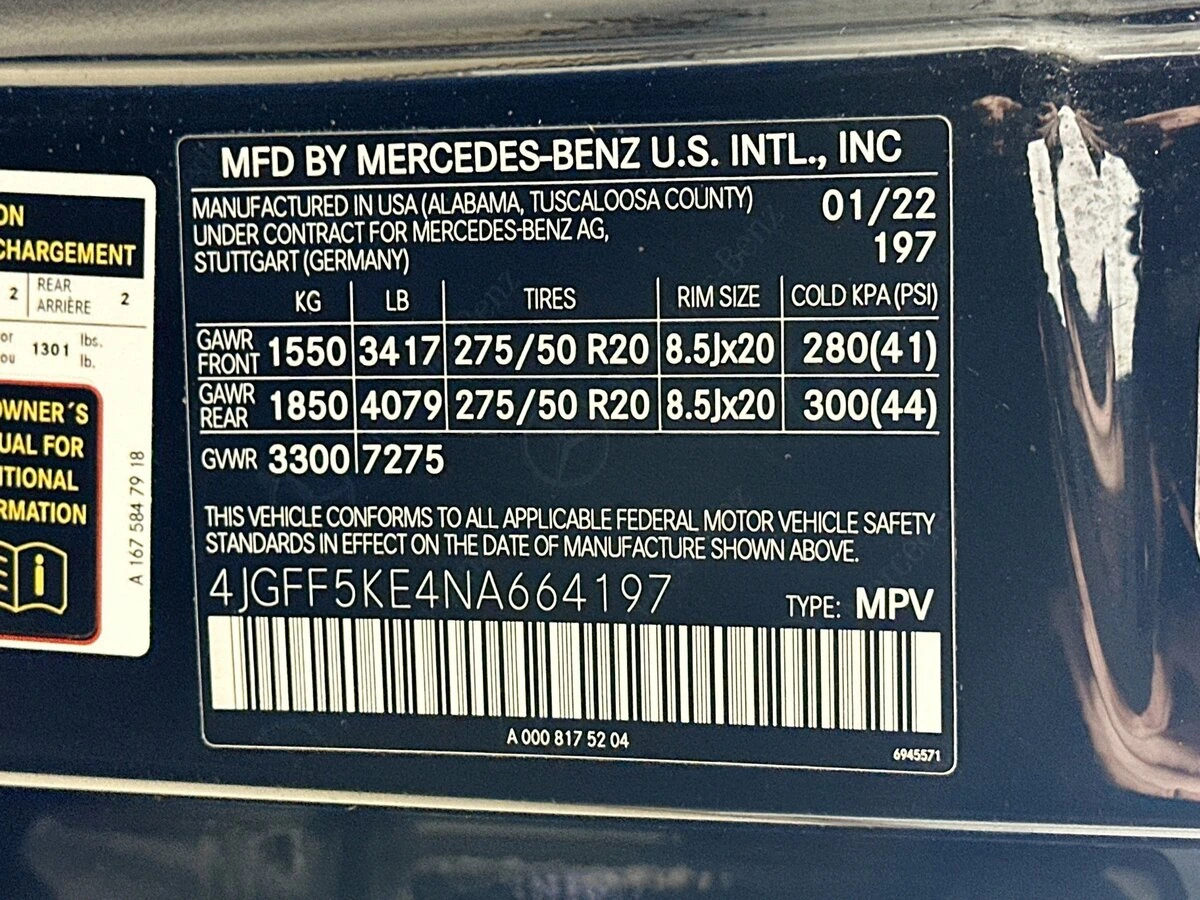 ON
CHARGEMENT
2 REAR ARRIÈRE 2
or ou 1301 lbs. lb.
OWNER´S
UAL FOR
ITIONAL
RMATION
A 167 584 79 18
MFD BY MERCEDES-BENZ U.S. INTL., INC
MANUFACTURED IN USA (ALABAMA, TUSCALOOSA COUNTY) 01/22
UNDER CONTRACT FOR MERCEDES-BENZ AG, 197
STUTTGART (GERMANY)
KG LB TIRES RIM SIZE COLD KPA(PSI)
GAWR FRONT 1550 3417 275/50 R20 8.5Jx20 280(41)
GAWR REAR 1850 4079 275/50 R20 8.5Jx20 300(44)
GVWR 3300 7275
THIS VEHICLE CONFORMS TO ALL APPLICABLE FEDERAL MOTOR VEHICLE SAFETY
STANDARDS IN EFFECT ON THE DATE OF MANUFACTURE SHOWN ABOVE.
4JGFF5KE4NA664197 TYPE: MPV
A 000 817 52 04
6945571